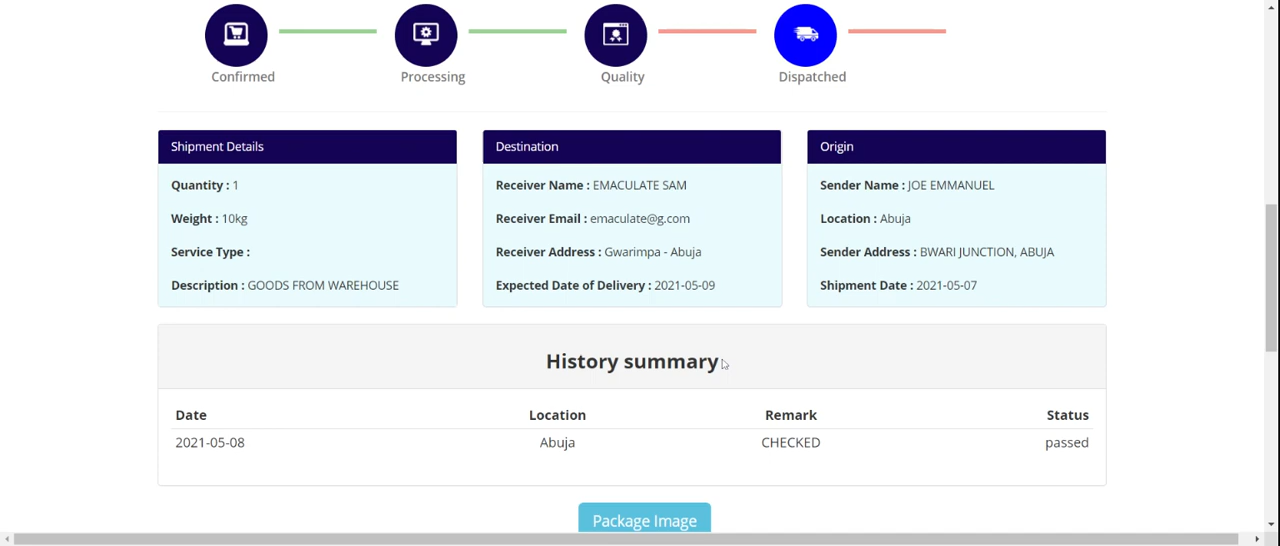 Confirmed Processing Quality Dispatched
Shipment Details
Quantity : 1
Weight : 10kg
Service Type :
Description : GOODS FROM WAREHOUSE
Destination
Receiver Name : EMACULATE SAM
Receiver Email : emaculate@g.com
Receiver Address : Gwarimpa - Abuja
Expected Date of Delivery : 2021-05-09
Origin
Sender Name : JOE EMMANUEL
Location : Abuja
Sender Address : BWARI JUNCTION, ABUJA
Shipment Date : 2021-05-07
History summary
Date Location Remark Status
2021-05-08 Abuja CHECKED passed
Package Image